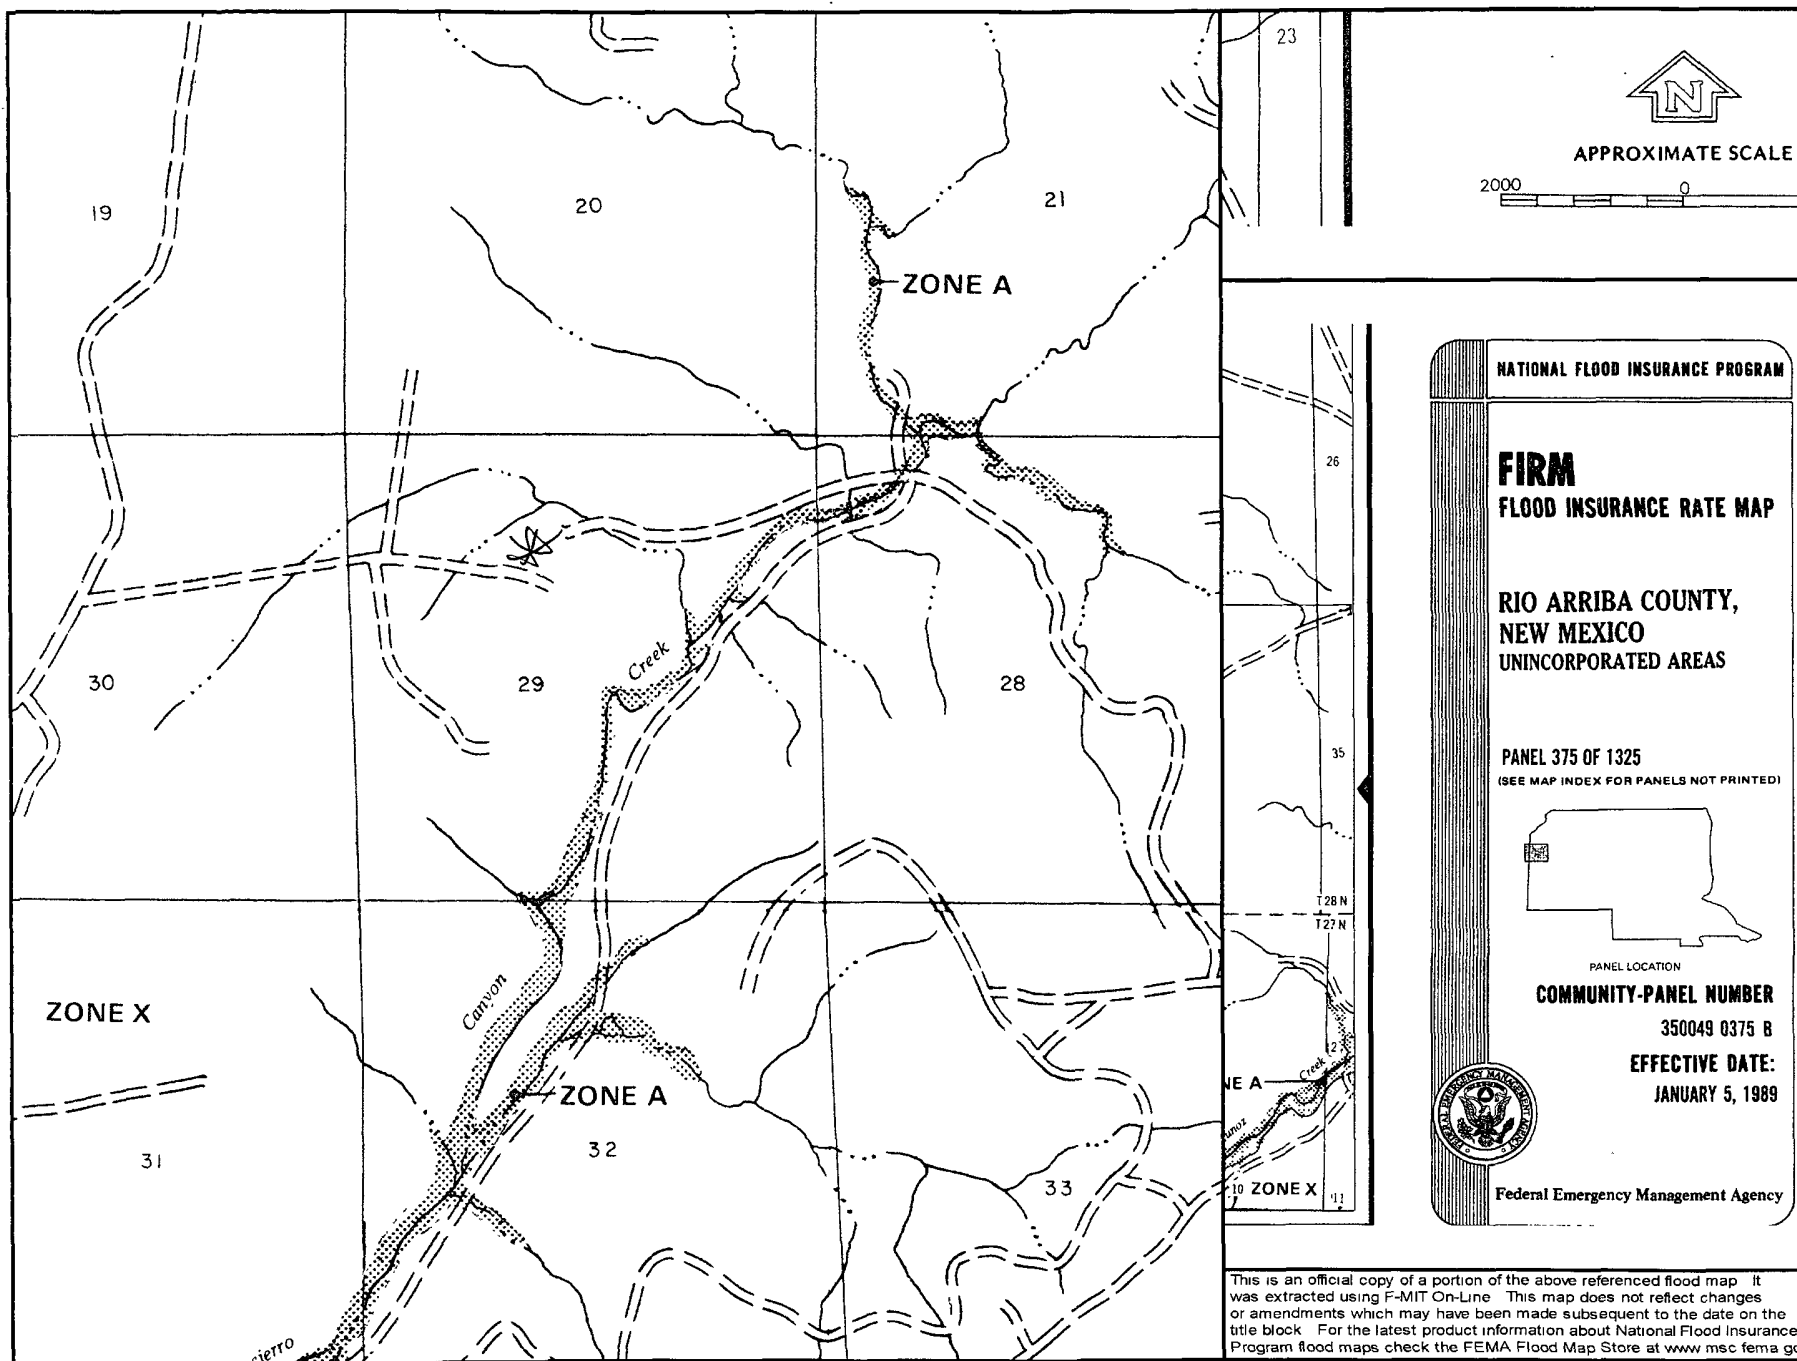 19
20
21
ZONE A
Creek
30
29
28
ZONE X
Canyon
ZONE A
31
32
33
23
26
35
T28N
T27N
2
Creek
10
ZONE X
11
N
APPROXIMATE SCALE
2000
0
NATIONAL FLOOD INSURANCE PROGRAM
FIRM
FLOOD INSURANCE RATE MAP
RIO ARRIBA COUNTY,
NEW MEXICO
UNINCORPORATED AREAS
PANEL 375 OF 1325
(SEE MAP INDEX FOR PANELS NOT PRINTED)
PANEL LOCATION
COMMUNITY-PANEL NUMBER
350049 0375 B
EFFECTIVE DATE:
JANUARY 5, 1989
FEDERAL EMERGENCY MANAGEMENT AGENCY
Federal Emergency Management Agency
This is an official copy of a portion of the above referenced flood map It
was extracted using F-MIT On-Line This map does not reflect changes
or amendments which may have been made subsequent to the date on the
title block For the latest product information about National Flood Insurance
Program flood maps check the FEMA Flood Map Store at www msc fema go